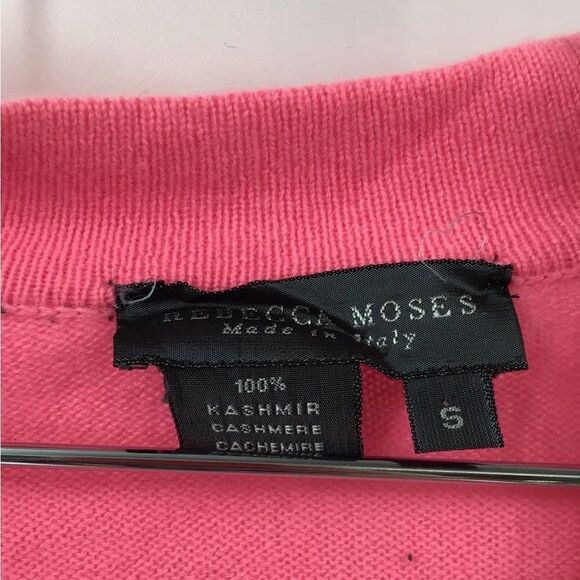 REBECCA MOSES
Made in Italy
100%
KASHMIR
CASHMERE
CACHEMIRE
S